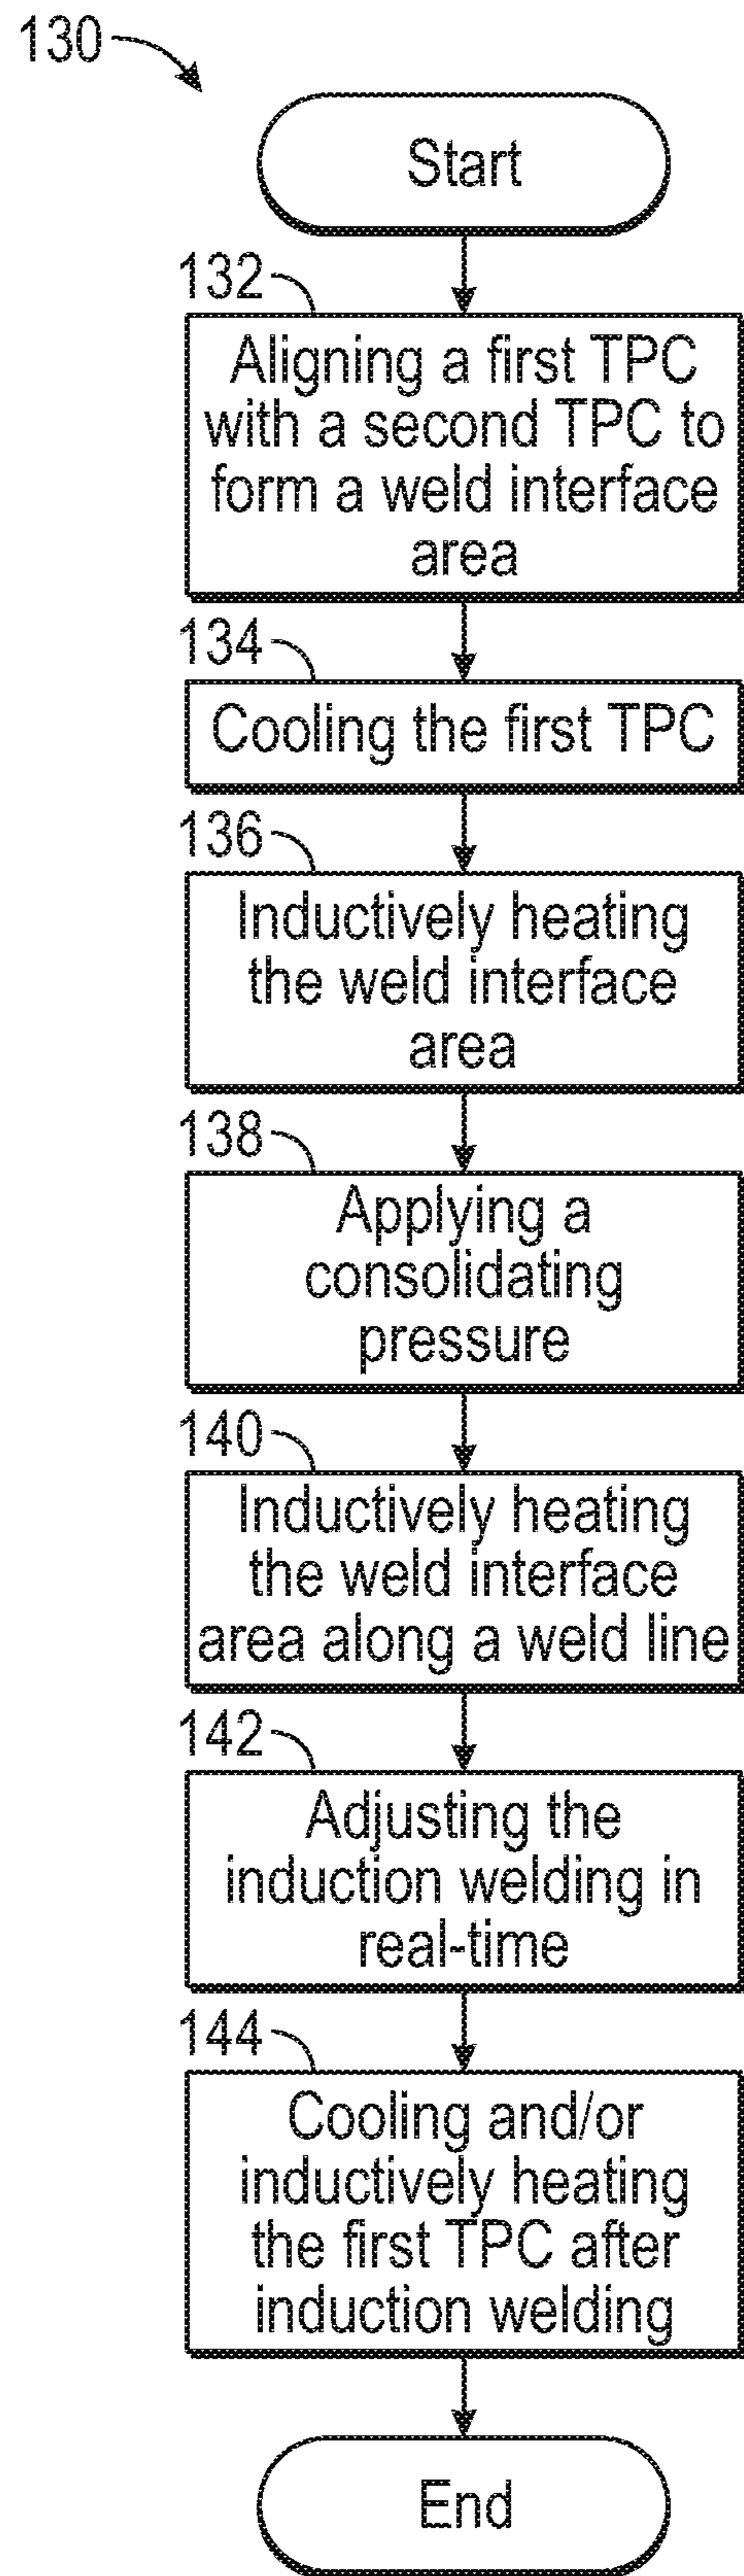 130
Start
132
Aligning a first TPC
with a second TPC to
form a weld interface
area
134
Cooling the first TPC
136
Inductively heating
the weld interface
area
138
Applying a
consolidating
pressure
140
Inductively heating
the weld interface
area along a weld line
142
Adjusting the
induction welding in
real-time
144
Cooling and/or
inductively heating
the first TPC after
induction welding
End